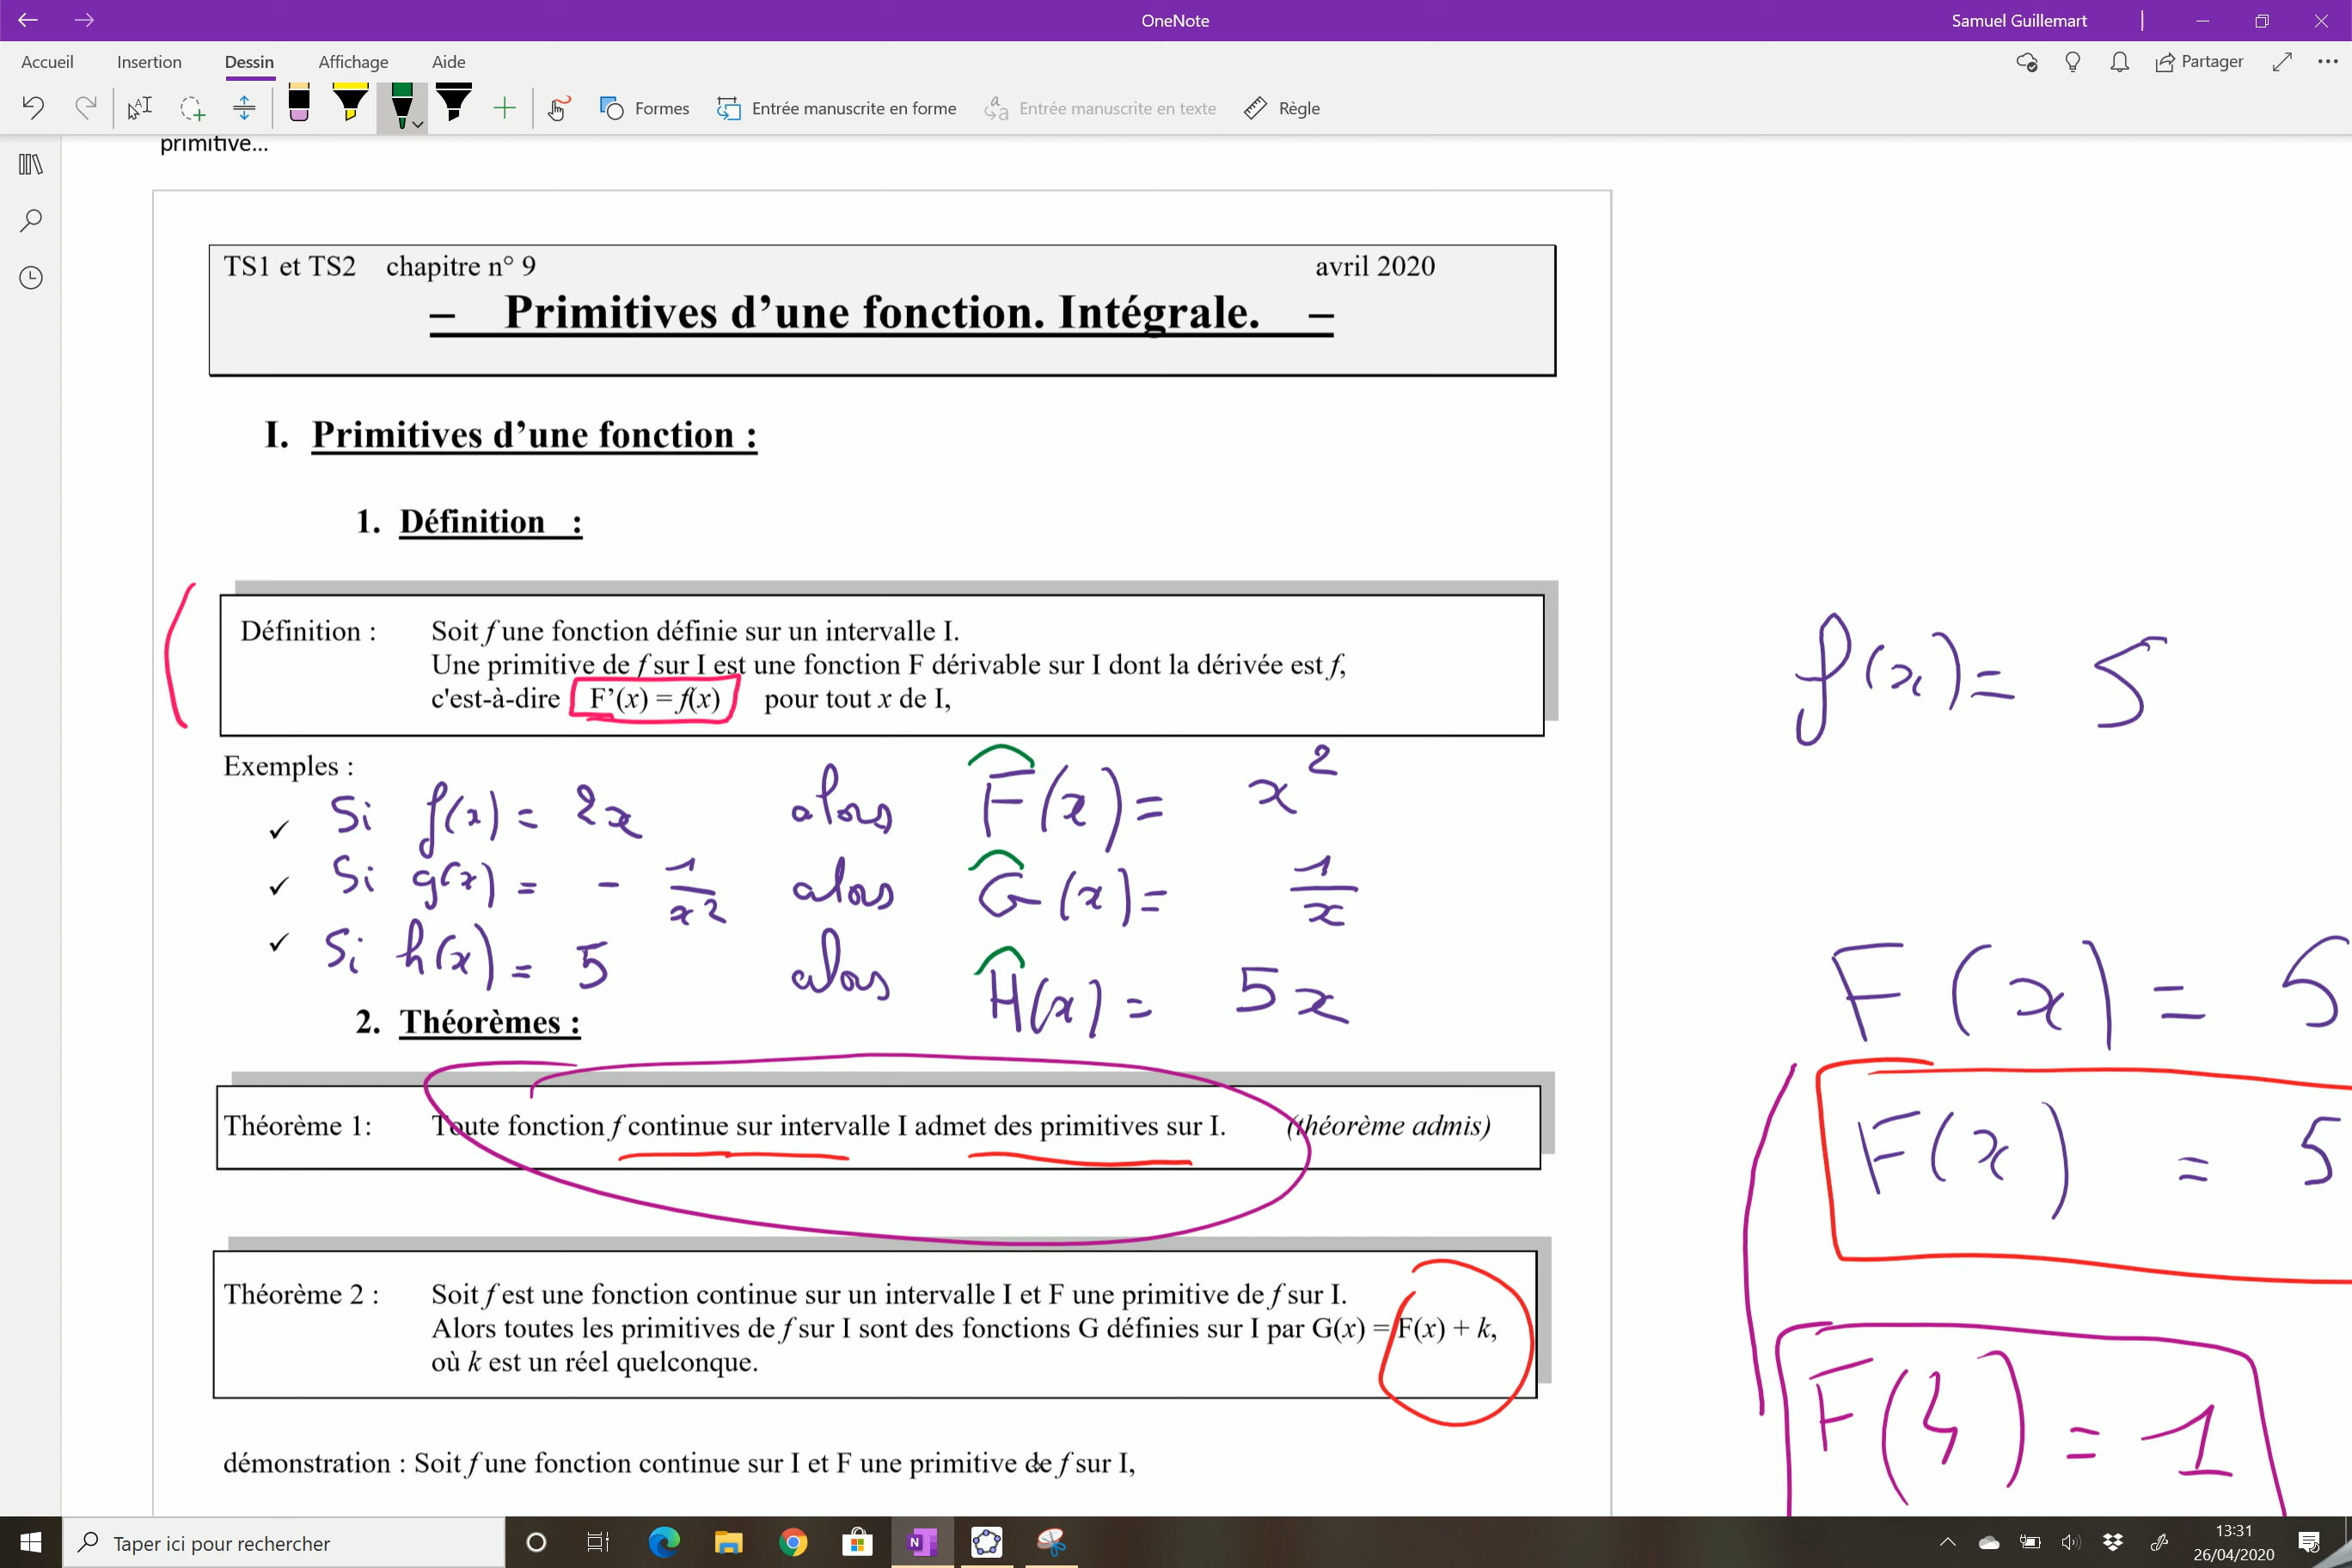 OneNote
Samuel Guillemart
Accueil Insertion Dessin Affichage Aide
Partager
Formes Entrée manuscrite en forme Entrée manuscrite en texte Règle
primitive...
TS1 et TS2 chapitre n° 9 avril 2020
– Primitives d’une fonction. Intégrale. –
I. Primitives d’une fonction :
1. Définition :
Définition : Soit f une fonction définie sur un intervalle I.
Une primitive de f sur I est une fonction F dérivable sur I dont la dérivée est f,
c'est-à-dire F’(x) = f(x) pour tout x de I,
f(x) = 5
Exemples :
✓ Si f(x) = 2x alors F(x) = x²
✓ Si g(x) = - 1/x² alors G(x) = 1/x
✓ Si h(x) = 5 alors H(x) = 5x
F(x) = 5
2. Théorèmes :
Théorème 1: Toute fonction f continue sur intervalle I admet des primitives sur I. (théorème admis)
F(x) = 5
Théorème 2 : Soit f est une fonction continue sur un intervalle I et F une primitive de f sur I.
Alors toutes les primitives de f sur I sont des fonctions G définies sur I par G(x) = F(x) + k,
où k est un réel quelconque.
= 1
démonstration : Soit f une fonction continue sur I et F une primitive de f sur I,
Taper ici pour rechercher
13:31
26/04/2020